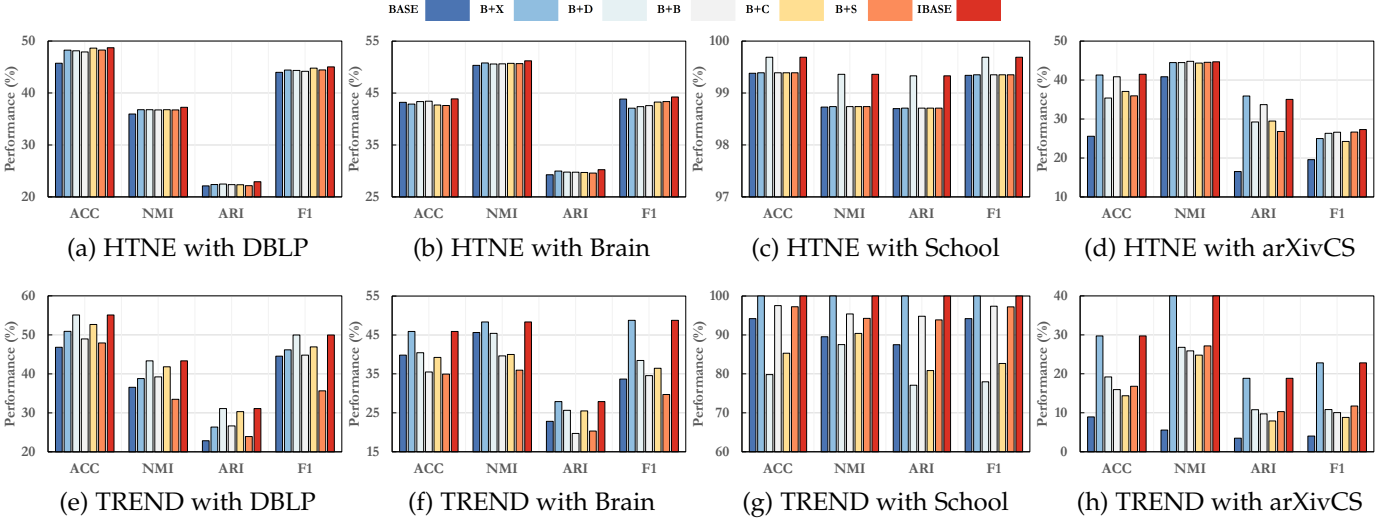 BASE B+X B+D B+B B+C B+S IBASE
Performance (%)
50
40
30
20
ACC NMI ARI F1
(a) HTNE with DBLP
Performance (%)
55
45
35
25
ACC NMI ARI F1
(b) HTNE with Brain
Performance (%)
100
99
98
97
ACC NMI ARI F1
(c) HTNE with School
Performance (%)
50
40
30
20
10
ACC NMI ARI F1
(d) HTNE with arXivCS
Performance (%)
60
50
40
30
20
ACC NMI ARI F1
(e) TREND with DBLP
Performance (%)
55
45
35
25
15
ACC NMI ARI F1
(f) TREND with Brain
Performance (%)
100
90
80
70
60
ACC NMI ARI F1
(g) TREND with School
Performance (%)
40
30
20
10
0
ACC NMI ARI F1
(h) TREND with arXivCS